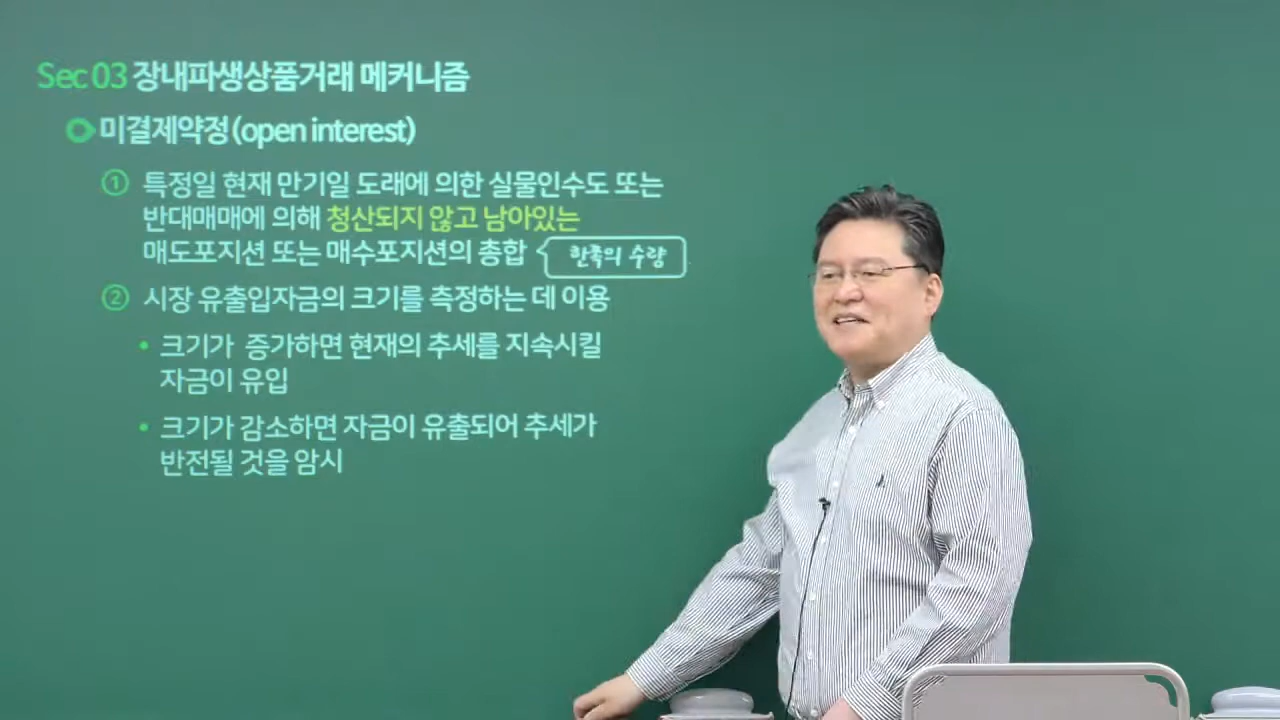 Sec 03 장내파생상품거래 메커니즘
미결제약정(open interest)
① 특정일 현재 만기일 도래에 의한 실물인수도 또는
반대매매에 의해 청산되지 않고 남아있는
매도포지션 또는 매수포지션의 총합
한쪽의 수량
② 시장 유출입자금의 크기를 측정하는 데 이용
• 크기가 증가하면 현재의 추세를 지속시킬
자금이 유입
• 크기가 감소하면 자금이 유출되어 추세가
반전될 것을 암시